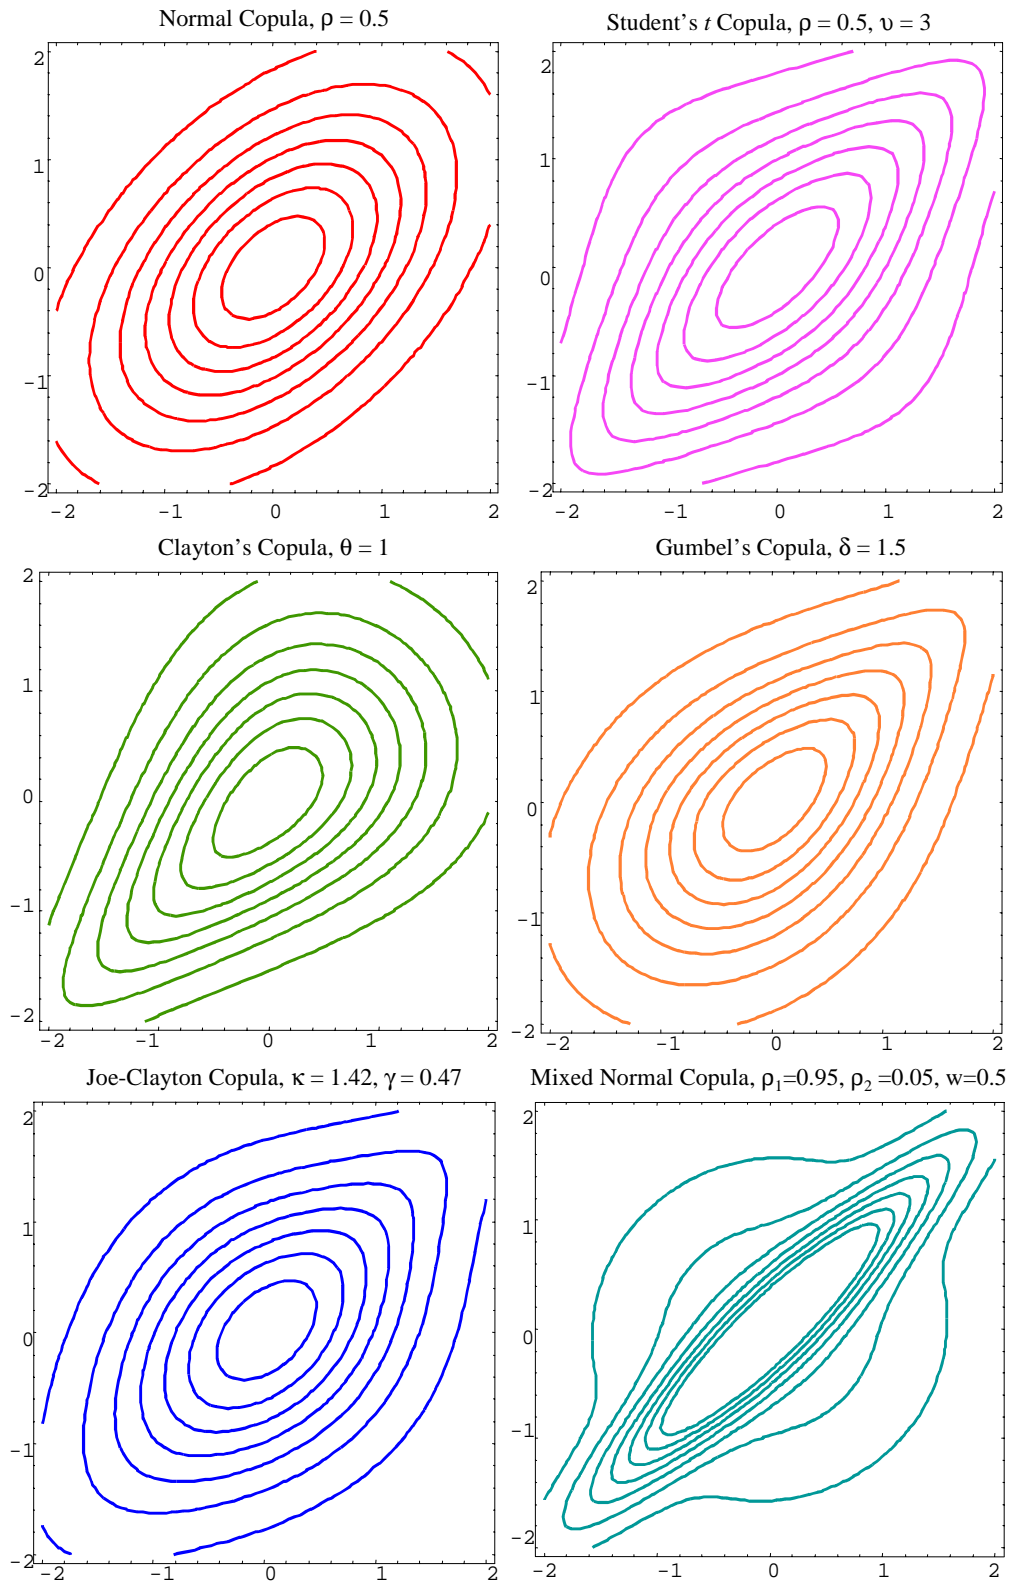 Normal Copula, ρ = 0.5
Student's t Copula, ρ = 0.5, υ = 3
2
1
0
-1
-2
-2 -1 0 1 2
2
1
0
-1
-2
-2 -1 0 1 2
Clayton's Copula, θ = 1
Gumbel's Copula, δ = 1.5
2
1
0
-1
-2
-2 -1 0 1 2
2
1
0
-1
-2
-2 -1 0 1 2
Joe-Clayton Copula, κ = 1.42, γ = 0.47
Mixed Normal Copula, ρ₁=0.95, ρ₂ =0.05, w=0.5
2
1
0
-1
-2
-2 -1 0 1 2
2
1
0
-1
-2
-2 -1 0 1 2